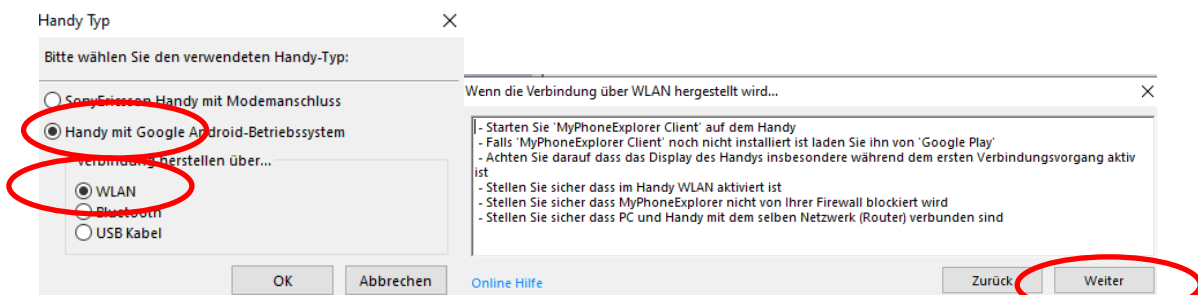 Handy Typ
Bitte wählen Sie den verwendeten Handy-Typ:
SonyEricsson Handy mit Modemanschluss
Handy mit Google Android-Betriebssystem
Verbindung herstellen über...
WLAN
Bluetooth
USB Kabel
OK
Abbrechen
Wenn die Verbindung über WLAN hergestellt wird...
- Starten Sie 'MyPhoneExplorer Client' auf dem Handy
- Falls 'MyPhoneExplorer Client' noch nicht installiert ist laden Sie ihn von 'Google Play'
- Achten Sie darauf dass das Display des Handys insbesondere während dem ersten Verbindungsvorgang aktiv
ist
- Stellen Sie sicher dass im Handy WLAN aktiviert ist
- Stellen Sie sicher dass MyPhoneExplorer nicht von Ihrer Firewall blockiert wird
- Stellen Sie sicher dass PC und Handy mit dem selben Netzwerk (Router) verbunden sind
Online Hilfe
Zurück
Weiter